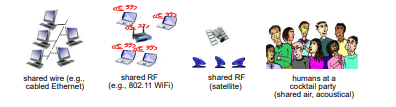 shared wire (e.g.,
cabled Ethernet)
shared RF
(e.g., 802.11 WiFi)
shared RF
(satellite)
humans at a
cocktail party
(shared air, acoustical)